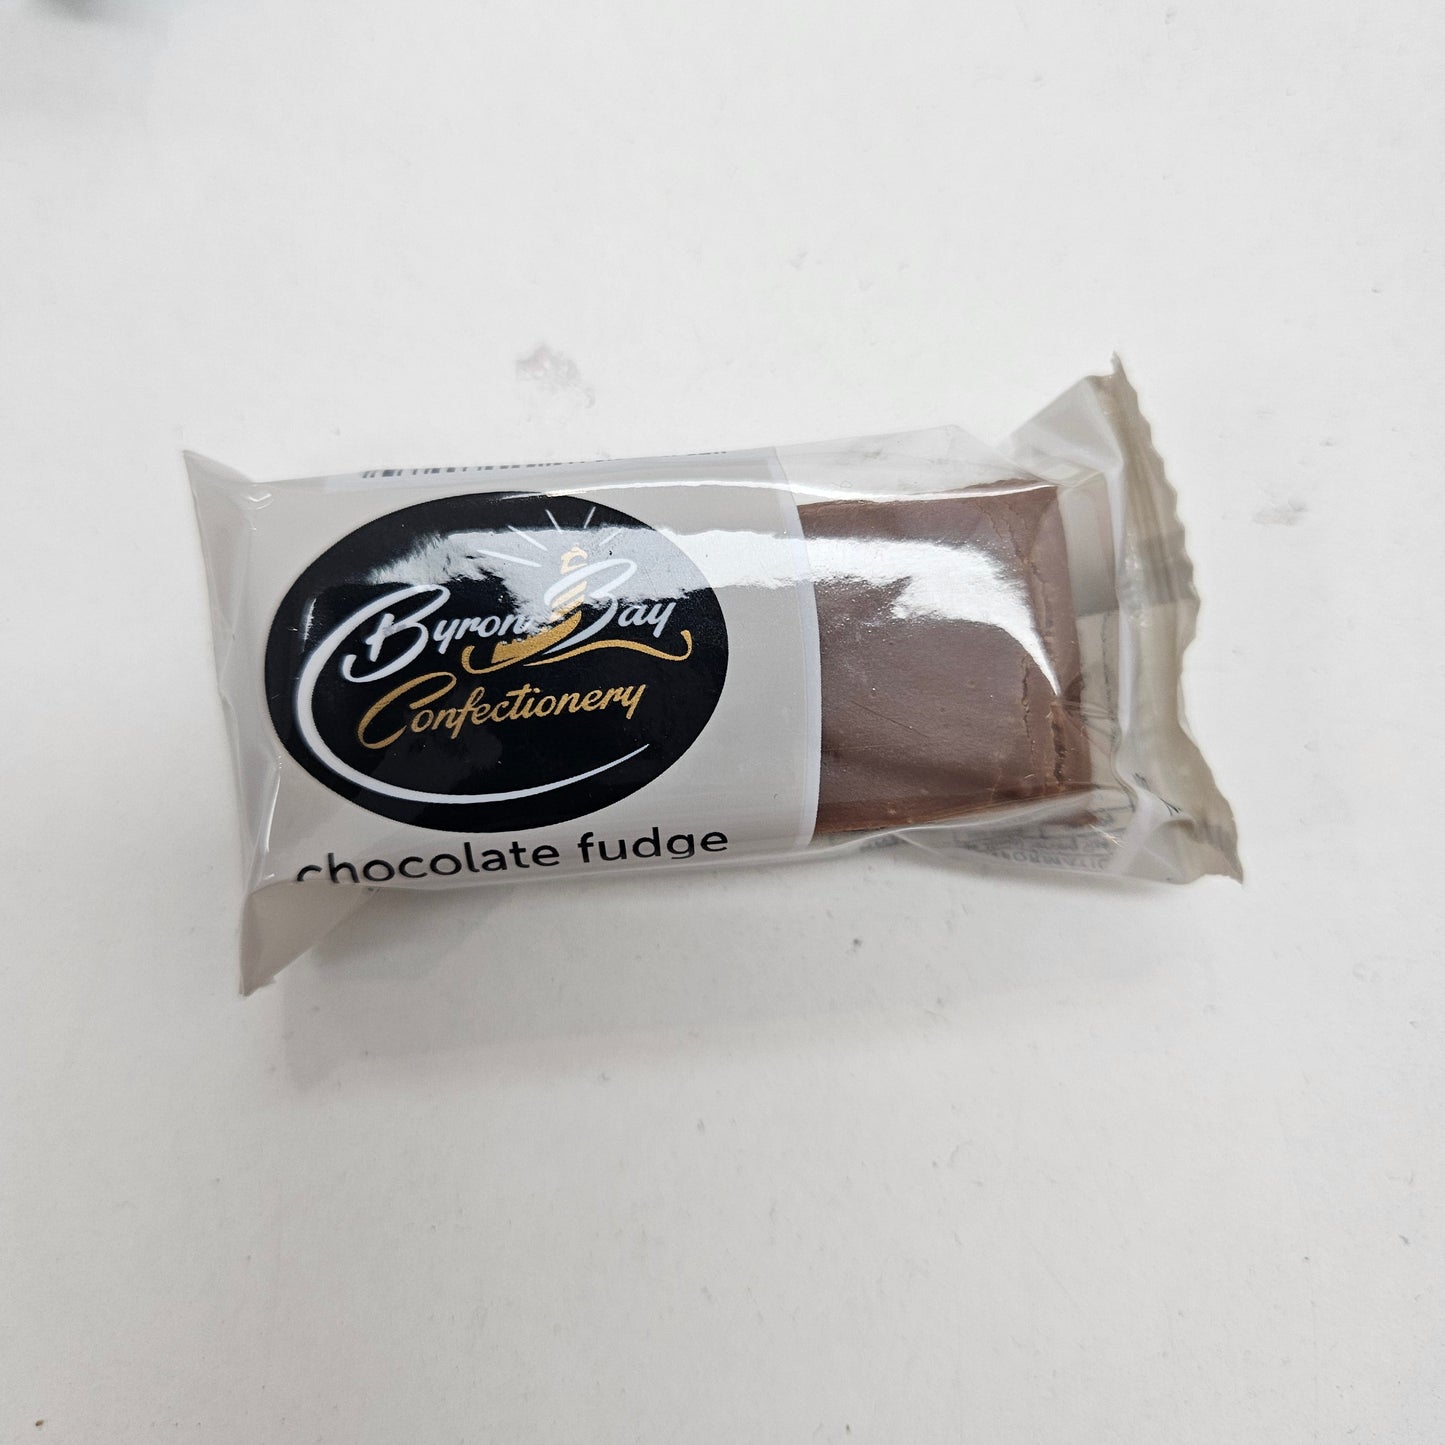 Byron Bay
Confectionery
chocolate fudge